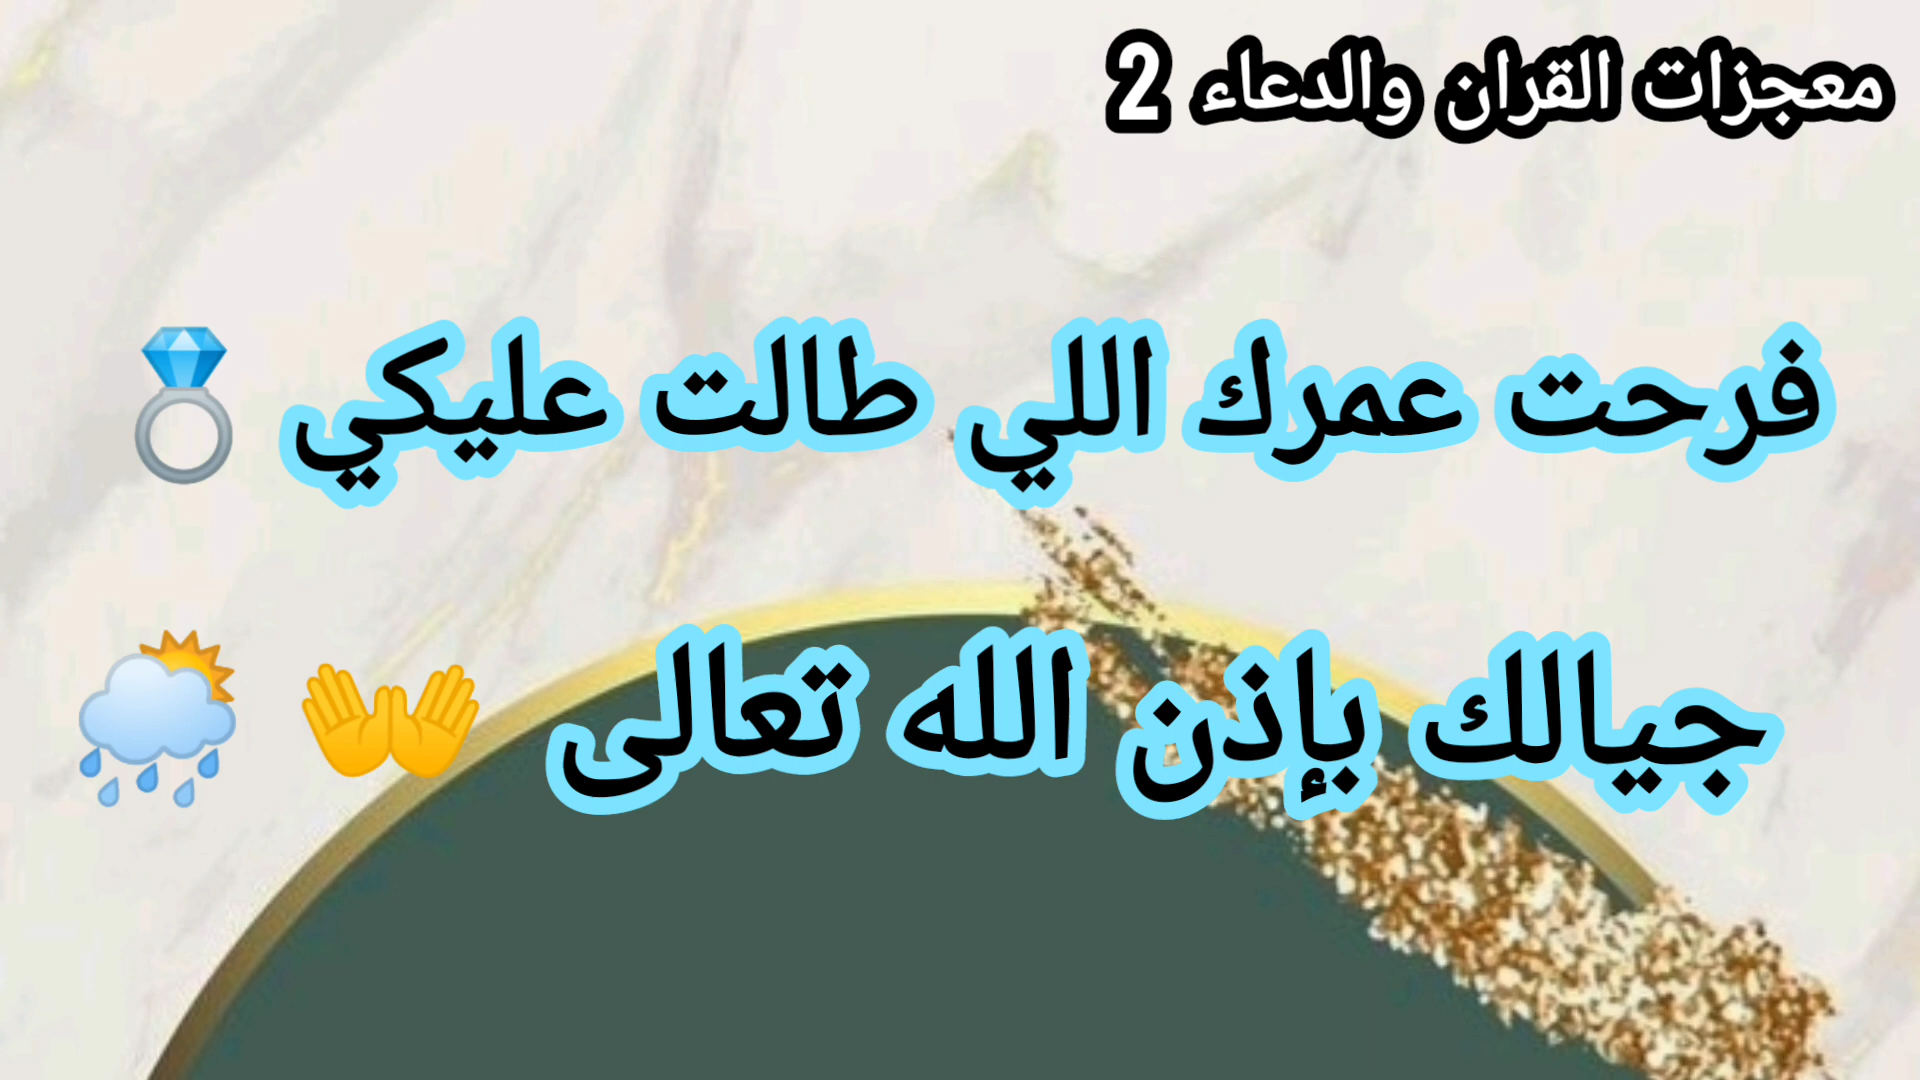 معجزات القران والدعاء 2
فرحت عمرك اللي طالت عليكي 💍
جيالك بإذن الله تعالى 👐 🌦